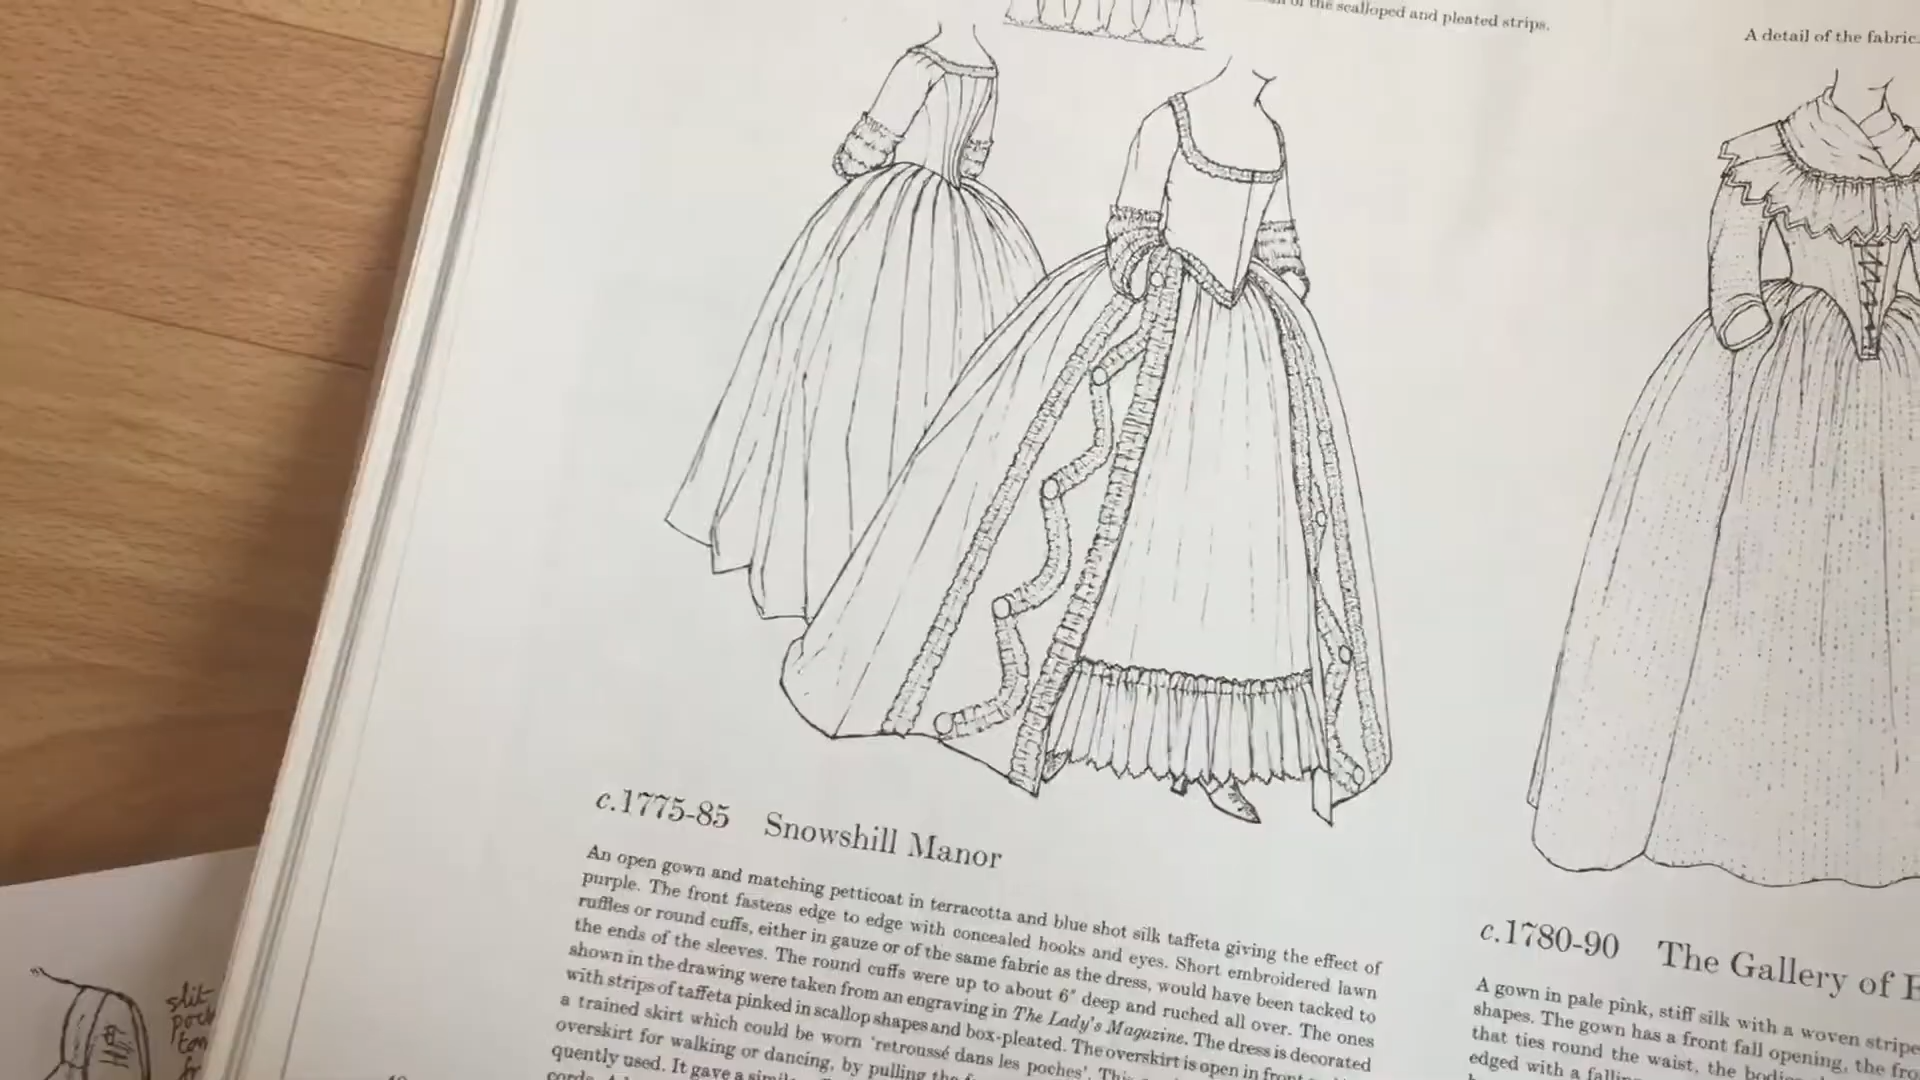 of the scalloped and pleated strips.
A detail of the fabric.
c.1775-85 Snowshill Manor
An open gown and matching petticoat in terracotta and blue shot silk taffeta giving the effect of
purple. The front fastens edge to edge with concealed hooks and eyes. Short embroidered lawn
ruffles or round cuffs, either in gauze or of the same fabric as the dress, would have been tacked to
the ends of the sleeves. The round cuffs were up to about 6" deep and ruched all over. The ones
shown in the drawing were taken from an engraving in The Lady's Magazine. The dress is decorated
with strips of taffeta pinked in scallop shapes and box-pleated. The overskirt is open in front
a trained skirt which could be worn 'retroussé dans les poches'. This
overskirt for walking or dancing, by pulling the
quently used. It gave a
cords.
c.1780-90 The Gallery of
A gown in pale pink, stiff silk with a woven stripe
shapes. The gown has a front fall opening, the
that ties round the waist, the
edged with a
slit